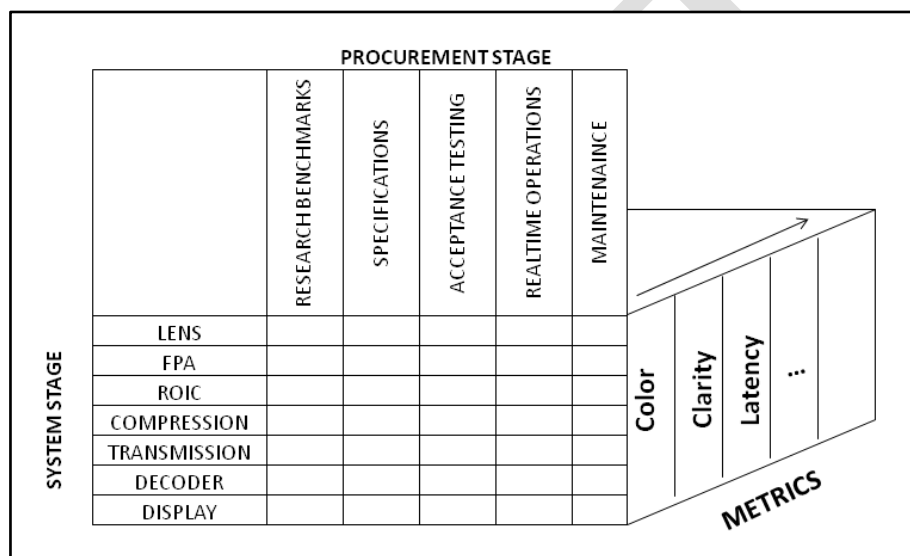 PROCUREMENT STAGE
RESEARCH BENCHMARKS
SPECIFICATIONS
ACCEPTANCE TESTING
REALTIME OPERATIONS
MAINTENAINCE
SYSTEM STAGE
LENS
FPA
ROIC
COMPRESSION
TRANSMISSION
DECODER
DISPLAY
Color
Clarity
Latency
...
METRICS